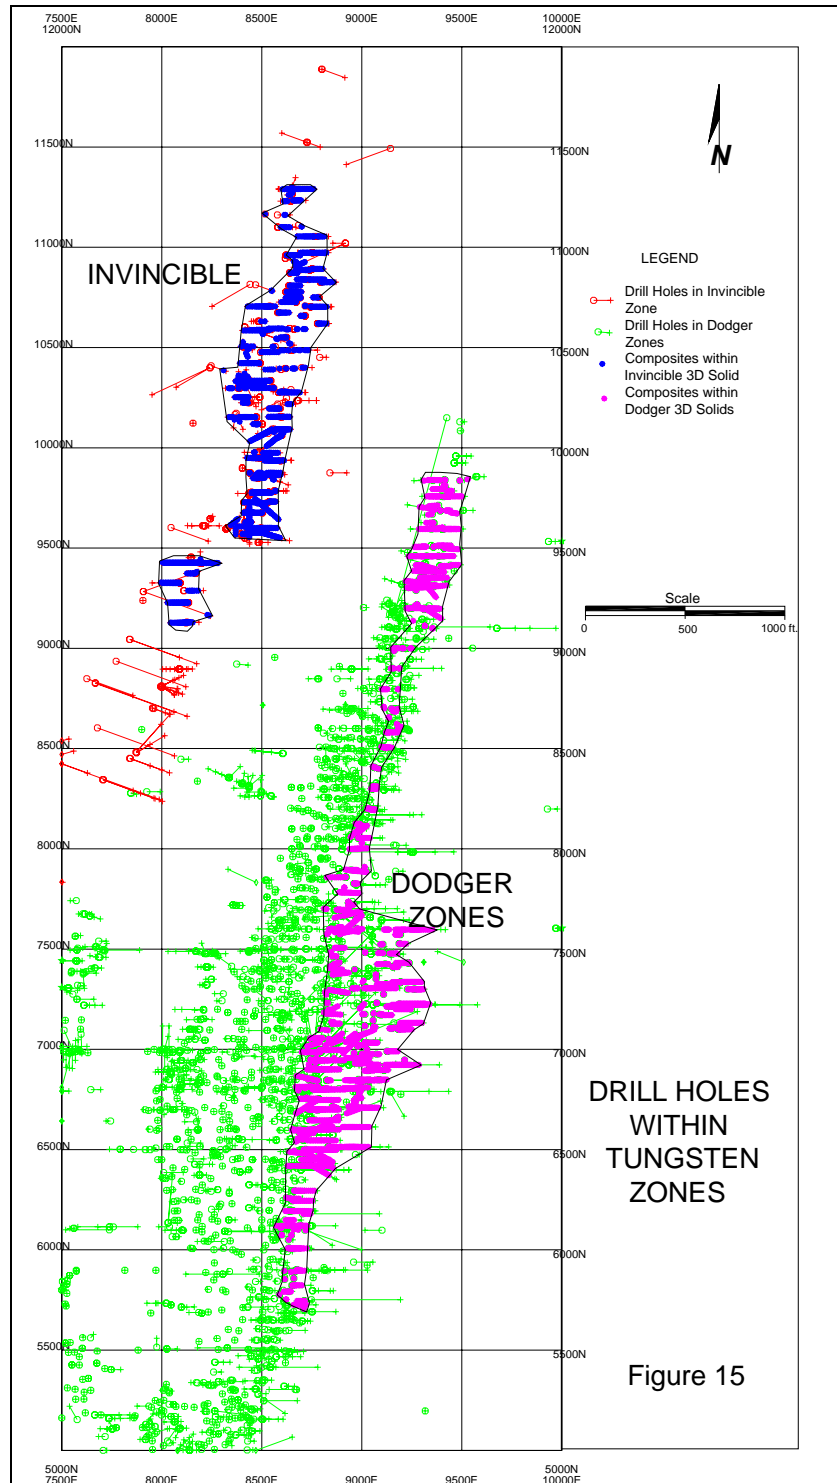 7500E 8000E 8500E 9000E 9500E 10000E
12000N 12000N
11500N 11500N
11000N 11000N
INVINCIBLE
LEGEND
Drill Holes in Invincible
Zone
Drill Holes in Dodger
Zones
Composites within
Invincible 3D Solid
Composites within
Dodger 3D Solids
N
10500N 10500N
10000N 10000N
9500N 9500N
Scale
0 500 1000 ft.
9000N 9000N
8500N 8500N
8000N 8000N
DODGER
ZONES
7500N 7500N
7000N 7000N
DRILL HOLES
WITHIN
TUNGSTEN
ZONES
6500N 6500N
6000N 6000N
5500N 5500N
Figure 15
5000N 5000N
7500E 8000E 8500E 9000E 9500E 10000E